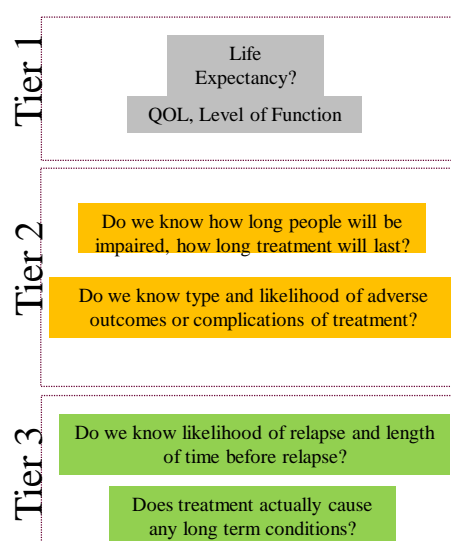 Tier 1
Life
Expectancy?
QOL, Level of Function
Tier 2
Do we know how long people will be
impaired, how long treatment will last?
Do we know type and likelihood of adverse
outcomes or complications of treatment?
Tier 3
Do we know likelihood of relapse and length
of time before relapse?
Does treatment actually cause
any long term conditions?